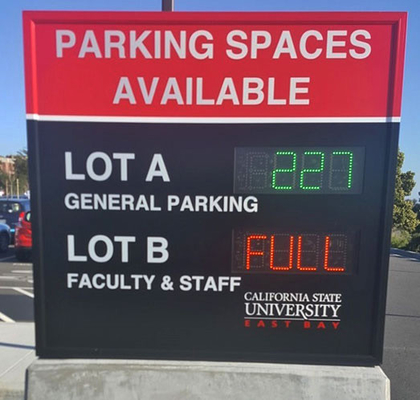 PARKING SPACES
AVAILABLE
LOT A 227
GENERAL PARKING
LOT B FULL
FACULTY & STAFF
CALIFORNIA STATE
UNIVERSITY
EAST BAY